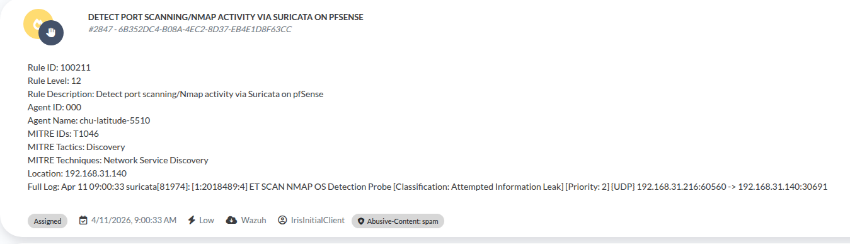 DETECT PORT SCANNING/NMAP ACTIVITY VIA SURICATA ON PFSENSE
#2847 - 6B352DC4-B08A-4EC2-8D37-EB4E1D8F63CC
Rule ID: 100211
Rule Level: 12
Rule Description: Detect port scanning/Nmap activity via Suricata on pfSense
Agent ID: 000
Agent Name: chu-latitude-5510
MITRE IDs: T1046
MITRE Tactics: Discovery
MITRE Techniques: Network Service Discovery
Location: 192.168.31.140
Full Log: Apr 11 09:00:33 suricata[81974]: [1:2018489:4] ET SCAN NMAP OS Detection Probe [Classification: Attempted Information Leak] [Priority: 2] {UDP} 192.168.31.216:60560 -> 192.168.31.140:30691
Assigned 4/11/2026, 9:00:33 AM Low Wazuh IrisInitialClient Abusive-Content: spam